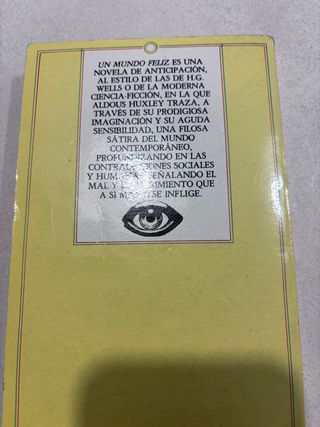 UN MUNDO FELIZ ES UNA
NOVELA DE ANTICIPACIÓN,
AL ESTILO DE LAS DE H.G.
WELLS O DE LA MODERNA
CIENCIA-FICCIÓN, EN LA QUE
ALDOUS HUXLEY TRAZA, A
TRAVÉS DE SU PRODIGIOSA
IMAGINACIÓN Y SU AGUDA
SENSIBILIDAD, UNA FILOSA
SÁTIRA DEL MUNDO
CONTEMPORÁNEO,
PROFUNDIZANDO EN LAS
CONTRADICCIONES SOCIALES
Y SEÑALANDO EL
MAL Y QUE
A SÍ SE INFLIGE.